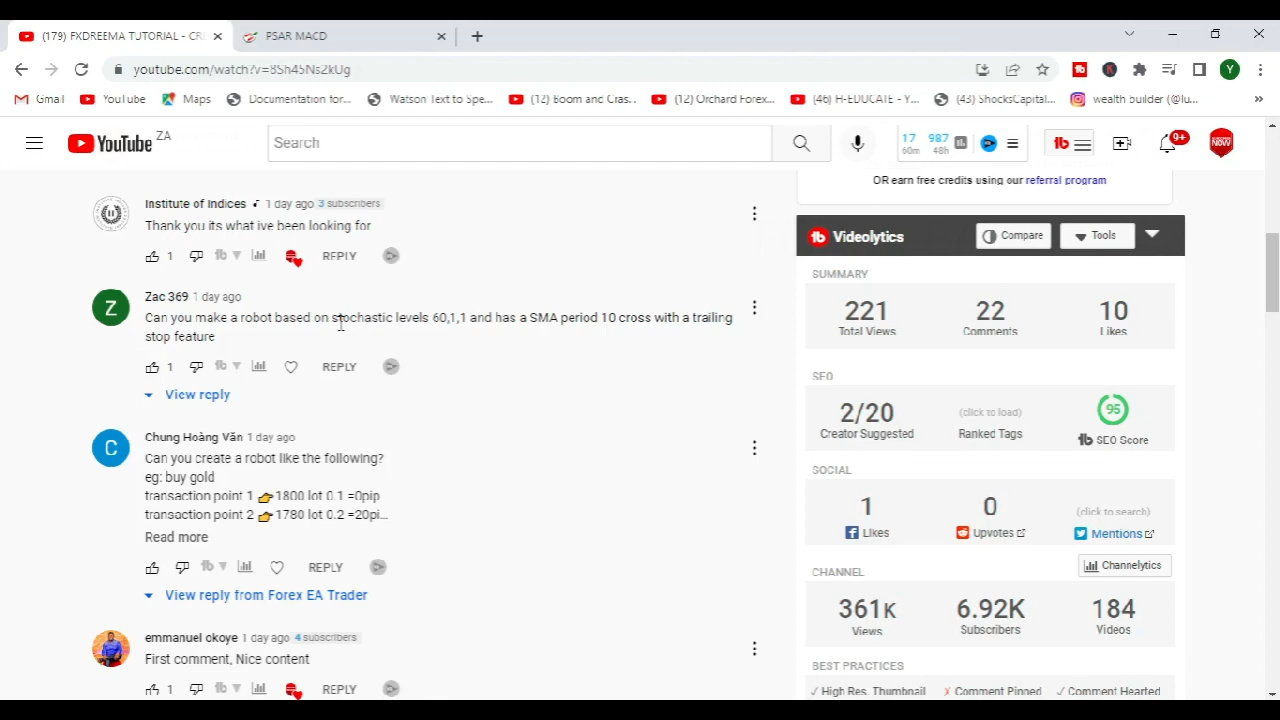 (179) FXDREEMA TUTORIAL - CR
PSAR MACD
youtube.com/watch?v=8Sh45Ns2kUg
Gmail
YouTube
Maps
Documentation for...
Watson Text to Spe...
(12) Boom and Cras...
(12) Orchard Forex...
(46) H-EDUCATE - Y...
(43) ShocksCapital...
wealth builder (@lu...
»
YouTube ZA
Search
17 987
60m 48h
9+
OR earn free credits using our referral program
Institute of Indices 1 day ago 3 subscribers
Thank you its what ive been looking for
1 REPLY
Zac 369 1 day ago
Can you make a robot based on stochastic levels 60,1,1 and has a SMA period 10 cross with a trailing
stop feature
1 REPLY
View reply
Chung Hoàng Văn 1 day ago
Can you create a robot like the following?
eg: buy gold
transaction point 1 👉1800 lot 0.1 =0pip
transaction point 2 👉1780 lot 0.2 =20pi...
Read more
REPLY
View reply from Forex EA Trader
emmanuel okoye 1 day ago 4 subscribers
First comment, Nice content
1 REPLY
Videolytics
Compare
Tools
SUMMARY
221 22 10
Total Views Comments Likes
SEO
2/20 (click to load) 95
Creator Suggested Ranked Tags SEO Score
SOCIAL
1 0 (click to search)
Likes Upvotes Mentions
CHANNEL
Channelytics
361K 6.92K 184
Views Subscribers Videos
BEST PRACTICES
✓ High Res. Thumbnail ✗ Comment Pinned ✓ Comment Hearted